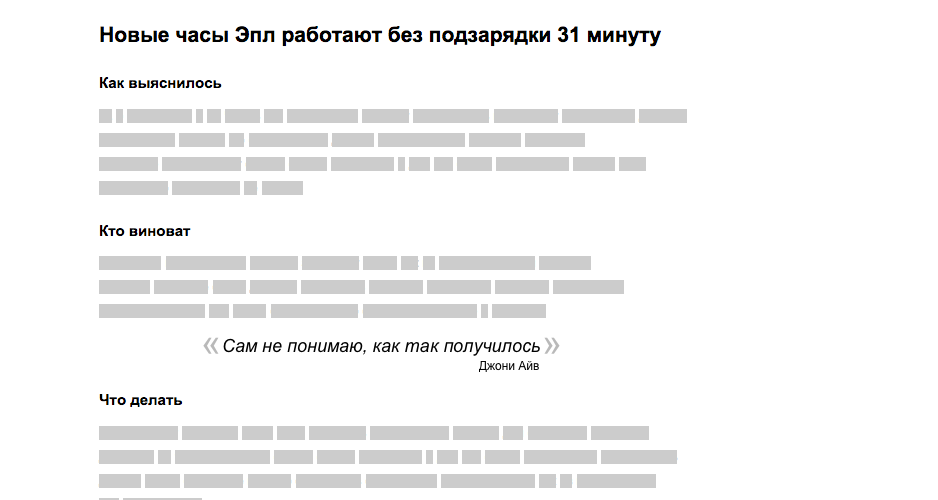 Новые часы Эпл работают без подзарядки 31 минуту
Как выяснилось
Кто виноват
« Сам не понимаю, как так получилось »
Джони Айв
Что делать